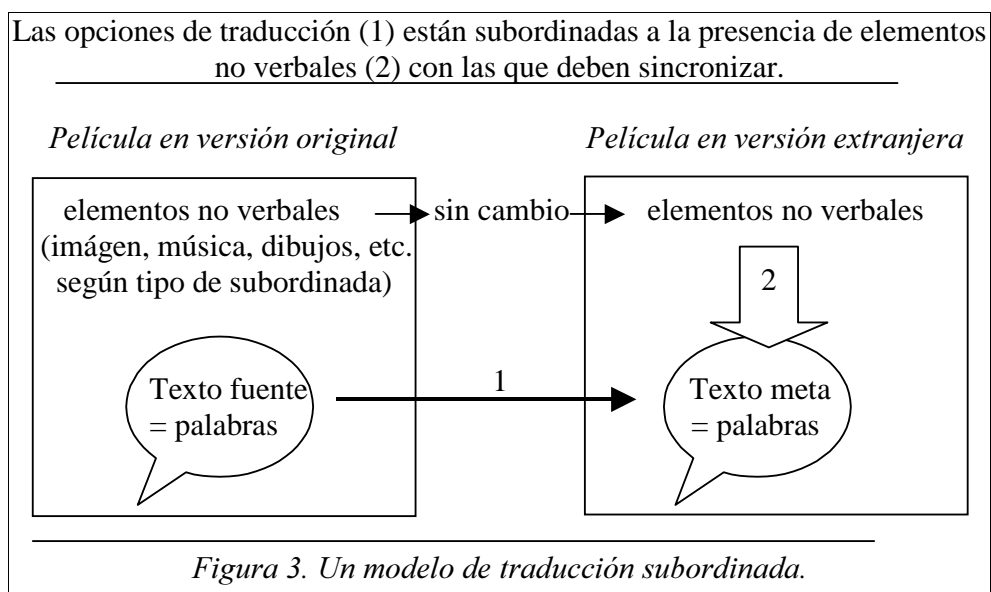 Las opciones de traducción (1) están subordinadas a la presencia de elementos
no verbales (2) con las que deben sincronizar.
Película en versión original
Película en versión extranjera
elementos no verbales
(imágen, música, dibujos, etc.
según tipo de subordinada)
sin cambio
elementos no verbales
2
Texto fuente
= palabras
1
Texto meta
= palabras
Figura 3. Un modelo de traducción subordinada.